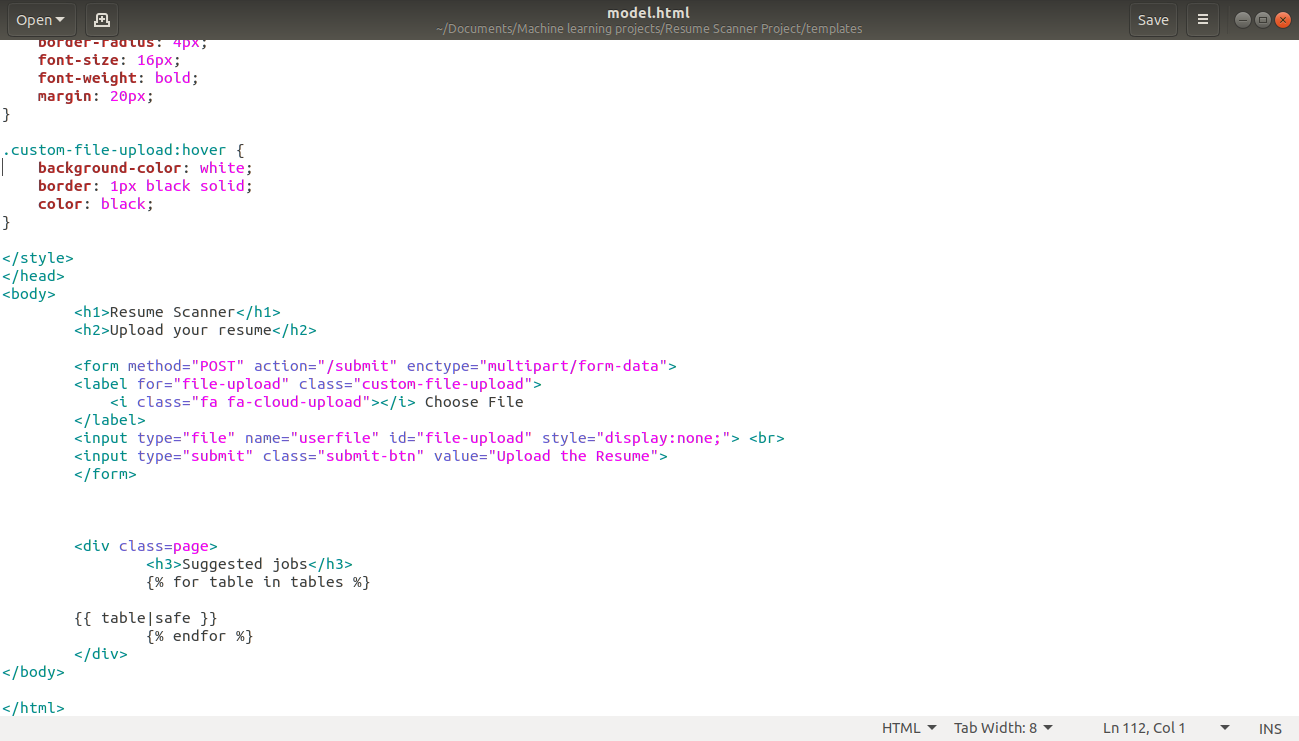 Open
model.html
~/Documents/Machine learning projects/Resume Scanner Project/templates
Save
    border-radius: 4px;
    font-size: 16px;
    font-weight: bold;
    margin: 20px;
}
.custom-file-upload:hover {
    background-color: white;
    border: 1px black solid;
    color: black;
}
</style>
</head>
<body>
        <h1>Resume Scanner</h1>
        <h2>Upload your resume</h2>
        <form method="POST" action="/submit" enctype="multipart/form-data">
        <label for="file-upload" class="custom-file-upload">
            <i class="fa fa-cloud-upload"></i> Choose File
        </label>
        <input type="file" name="userfile" id="file-upload" style="display:none;"> <br>
        <input type="submit" class="submit-btn" value="Upload the Resume">
        </form>
        <div class=page>
                <h3>Suggested jobs</h3>
                {% for table in tables %}
        {{ table|safe }}
                {% endfor %}
        </div>
</body>
</html>
HTML Tab Width: 8 Ln 112, Col 1 INS